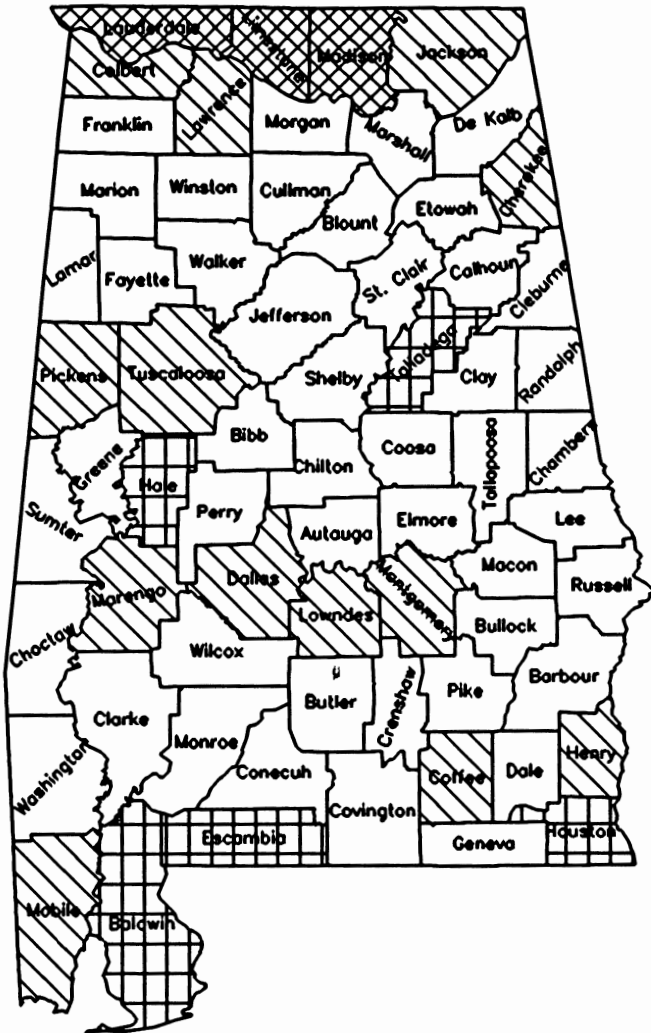 Lauderdale
Limestone
Madison
Jackson
Colbert
Lawrence
Franklin
Morgan
Marshall
De Kalb
Cherokee
Marion
Winston
Cullman
Blount
Etowah
Lamar
Fayette
Walker
Jefferson
St. Clair
Calhoun
Cleburne
Pickens
Tuscaloosa
Shelby
Talladega
Clay
Randolph
Greene
Hale
Bibb
Chilton
Coosa
Tallapoosa
Chambers
Sumter
Perry
Autauga
Elmore
Lee
Macon
Russell
Marengo
Dallas
Lowndes
Montgomery
Bullock
Choctaw
Wilcox
Butler
Crenshaw
Pike
Barbour
Clarke
Monroe
Conecuh
Covington
Coffee
Dale
Henry
Washington
Escambia
Geneva
Houston
Mobile
Baldwin